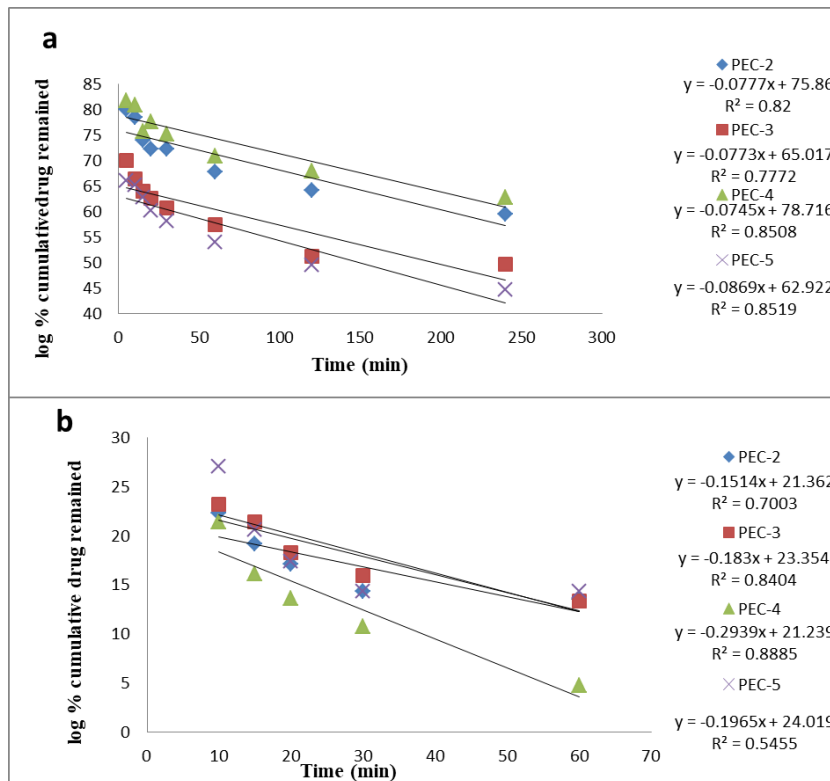 a
log % cumulativedrug remained
85
80
75
70
65
60
55
50
45
40
0
50
100
150
200
250
300
Time (min)
PEC-2
y = -0.0777x + 75.86
R² = 0.82
PEC-3
y = -0.0773x + 65.017
R² = 0.7772
PEC-4
y = -0.0745x + 78.716
R² = 0.8508
PEC-5
y = -0.0869x + 62.922
R² = 0.8519
b
log % cumulative drug remained
30
25
20
15
10
5
0
0
10
20
30
40
50
60
70
Time (min)
PEC-2
y = -0.1514x + 21.362
R² = 0.7003
PEC-3
y = -0.183x + 23.354
R² = 0.8404
PEC-4
y = -0.2939x + 21.239
R² = 0.8885
PEC-5
y = -0.1965x + 24.019
R² = 0.5455